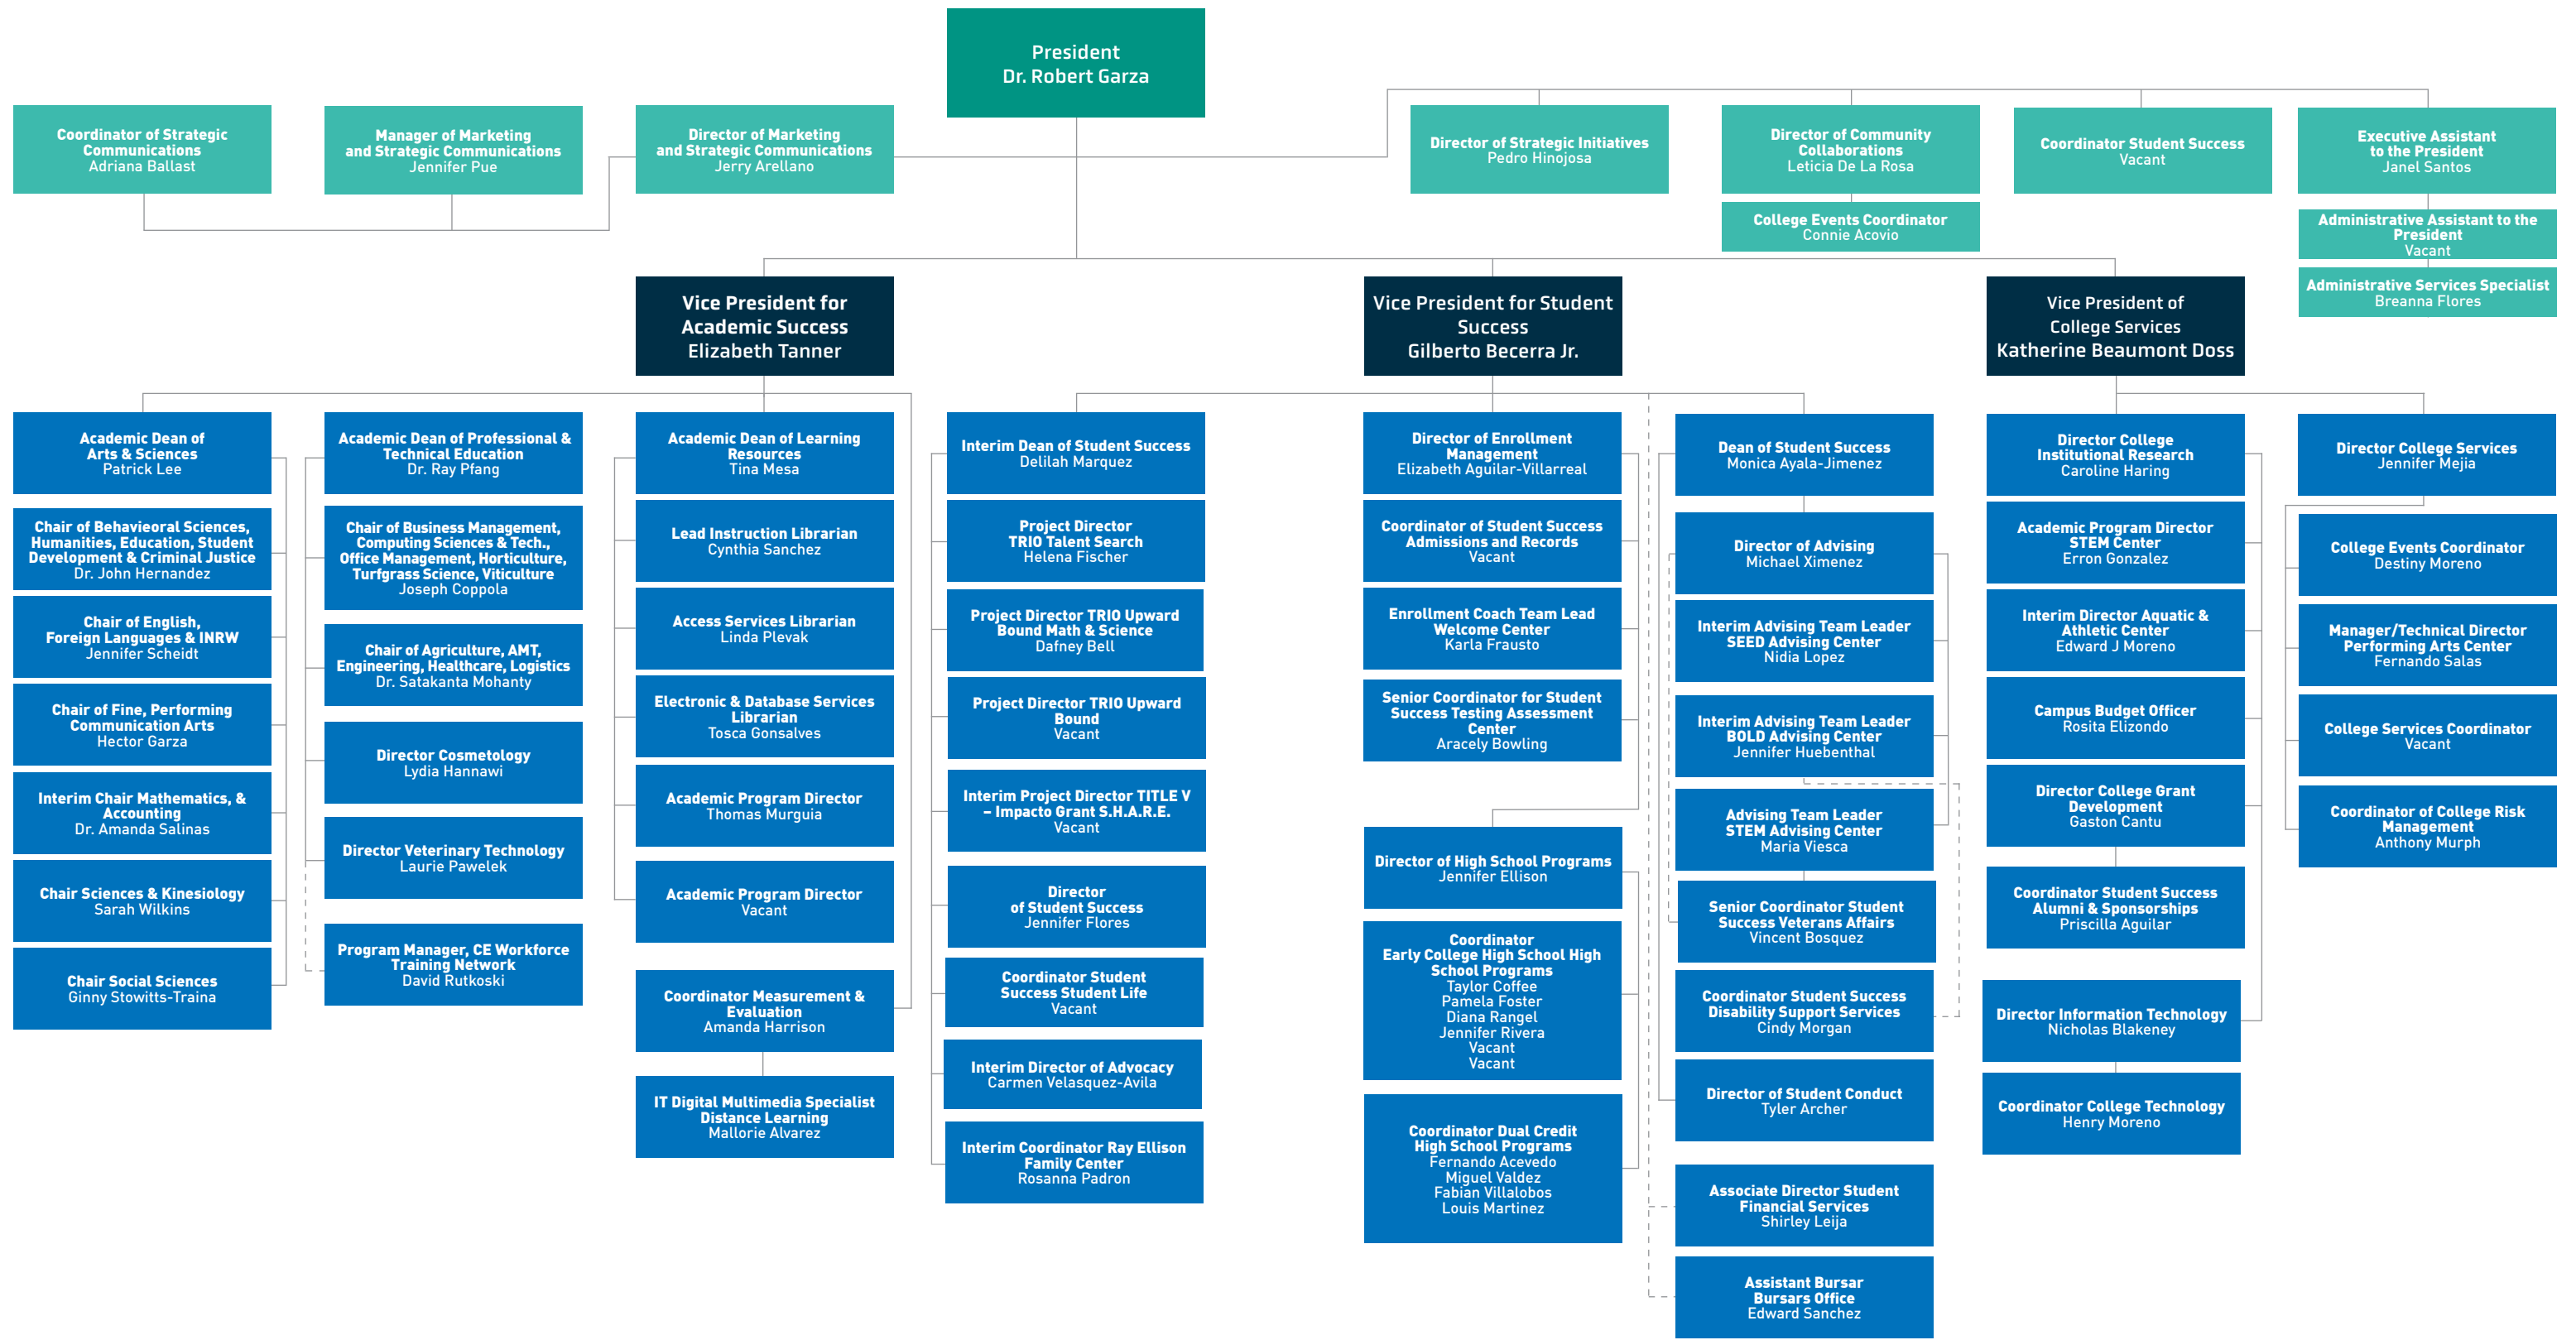 President
Dr. Robert Garza
Coordinator of Strategic
Communications
Adriana Ballast
Manager of Marketing
and Strategic Communications
Jennifer Pue
Director of Marketing
and Strategic Communications
Jerry Arellano
Director of Strategic Initiatives
Pedro Hinojosa
Director of Community
Collaborations
Leticia De La Rosa
Coordinator Student Success
Vacant
Executive Assistant
to the President
Janel Santos
College Events Coordinator
Connie Acovio
Administrative Assistant to the
President
Vacant
Administrative Services Specialist
Breanna Flores
Vice President for
Academic Success
Elizabeth Tanner
Vice President for Student
Success
Gilberto Becerra Jr.
Vice President of
College Services
Katherine Beaumont Doss
Academic Dean of
Arts & Sciences
Patrick Lee
Chair of Behavieoral Sciences,
Humanities, Education, Student
Development & Criminal Justice
Dr. John Hernandez
Chair of English,
Foreign Languages & INRW
Jennifer Scheidt
Chair of Fine, Performing
Communication Arts
Hector Garza
Interim Chair Mathematics, &
Accounting
Dr. Amanda Salinas
Chair Sciences & Kinesiology
Sarah Wilkins
Chair Social Sciences
Ginny Stowitts-Traina
Academic Dean of Professional &
Technical Education
Dr. Ray Pfang
Chair of Business Management,
Computing Sciences & Tech.,
Office Management, Horticulture,
Turfgrass Science, Viticulture
Joseph Coppola
Chair of Agriculture, AMT,
Engineering, Healthcare, Logistics
Dr. Satakanta Mohanty
Director Cosmetology
Lydia Hannawi
Director Veterinary Technology
Laurie Pawelek
Program Manager, CE Workforce
Training Network
David Rutkoski
Academic Dean of Learning
Resources
Tina Mesa
Lead Instruction Librarian
Cynthia Sanchez
Access Services Librarian
Linda Plevak
Electronic & Database Services
Librarian
Tosca Gonsalves
Academic Program Director
Thomas Murguia
Academic Program Director
Vacant
Coordinator Measurement &
Evaluation
Amanda Harrison
IT Digital Multimedia Specialist
Distance Learning
Mallorie Alvarez
Interim Dean of Student Success
Delilah Marquez
Project Director
TRIO Talent Search
Helena Fischer
Project Director TRIO Upward
Bound Math & Science
Dafney Bell
Project Director TRIO Upward
Bound
Vacant
Interim Project Director TITLE V
– Impacto Grant S.H.A.R.E.
Vacant
Director
of Student Success
Jennifer Flores
Coordinator Student
Success Student Life
Vacant
Interim Director of Advocacy
Carmen Velasquez-Avila
Interim Coordinator Ray Ellison
Family Center
Rosanna Padron
Director of Enrollment
Management
Elizabeth Aguilar-Villarreal
Coordinator of Student Success
Admissions and Records
Vacant
Enrollment Coach Team Lead
Welcome Center
Karla Frausto
Senior Coordinator for Student
Success Testing Assessment
Center
Aracely Bowling
Director of High School Programs
Jennifer Ellison
Coordinator
Early College High School High
School Programs
Taylor Coffee
Pamela Foster
Diana Rangel
Jennifer Rivera
Vacant
Vacant
Coordinator Dual Credit
High School Programs
Fernando Acevedo
Miguel Valdez
Fabian Villalobos
Louis Martinez
Dean of Student Success
Monica Ayala-Jimenez
Director of Advising
Michael Ximenez
Interim Advising Team Leader
SEED Advising Center
Nidia Lopez
Interim Advising Team Leader
BOLD Advising Center
Jennifer Huebenthal
Advising Team Leader
STEM Advising Center
Maria Viesca
Senior Coordinator Student
Success Veterans Affairs
Vincent Bosquez
Coordinator Student Success
Disability Support Services
Cindy Morgan
Director of Student Conduct
Tyler Archer
Associate Director Student
Financial Services
Shirley Leija
Assistant Bursar
Bursars Office
Edward Sanchez
Director College
Institutional Research
Caroline Haring
Academic Program Director
STEM Center
Erron Gonzalez
Interim Director Aquatic &
Athletic Center
Edward J Moreno
Campus Budget Officer
Rosita Elizondo
Director College Grant
Development
Gaston Cantu
Coordinator Student Success
Alumni & Sponsorships
Priscilla Aguilar
Director Information Technology
Nicholas Blakeney
Coordinator College Technology
Henry Moreno
Director College Services
Jennifer Mejia
College Events Coordinator
Destiny Moreno
Manager/Technical Director
Performing Arts Center
Fernando Salas
College Services Coordinator
Vacant
Coordinator of College Risk
Management
Anthony Murph